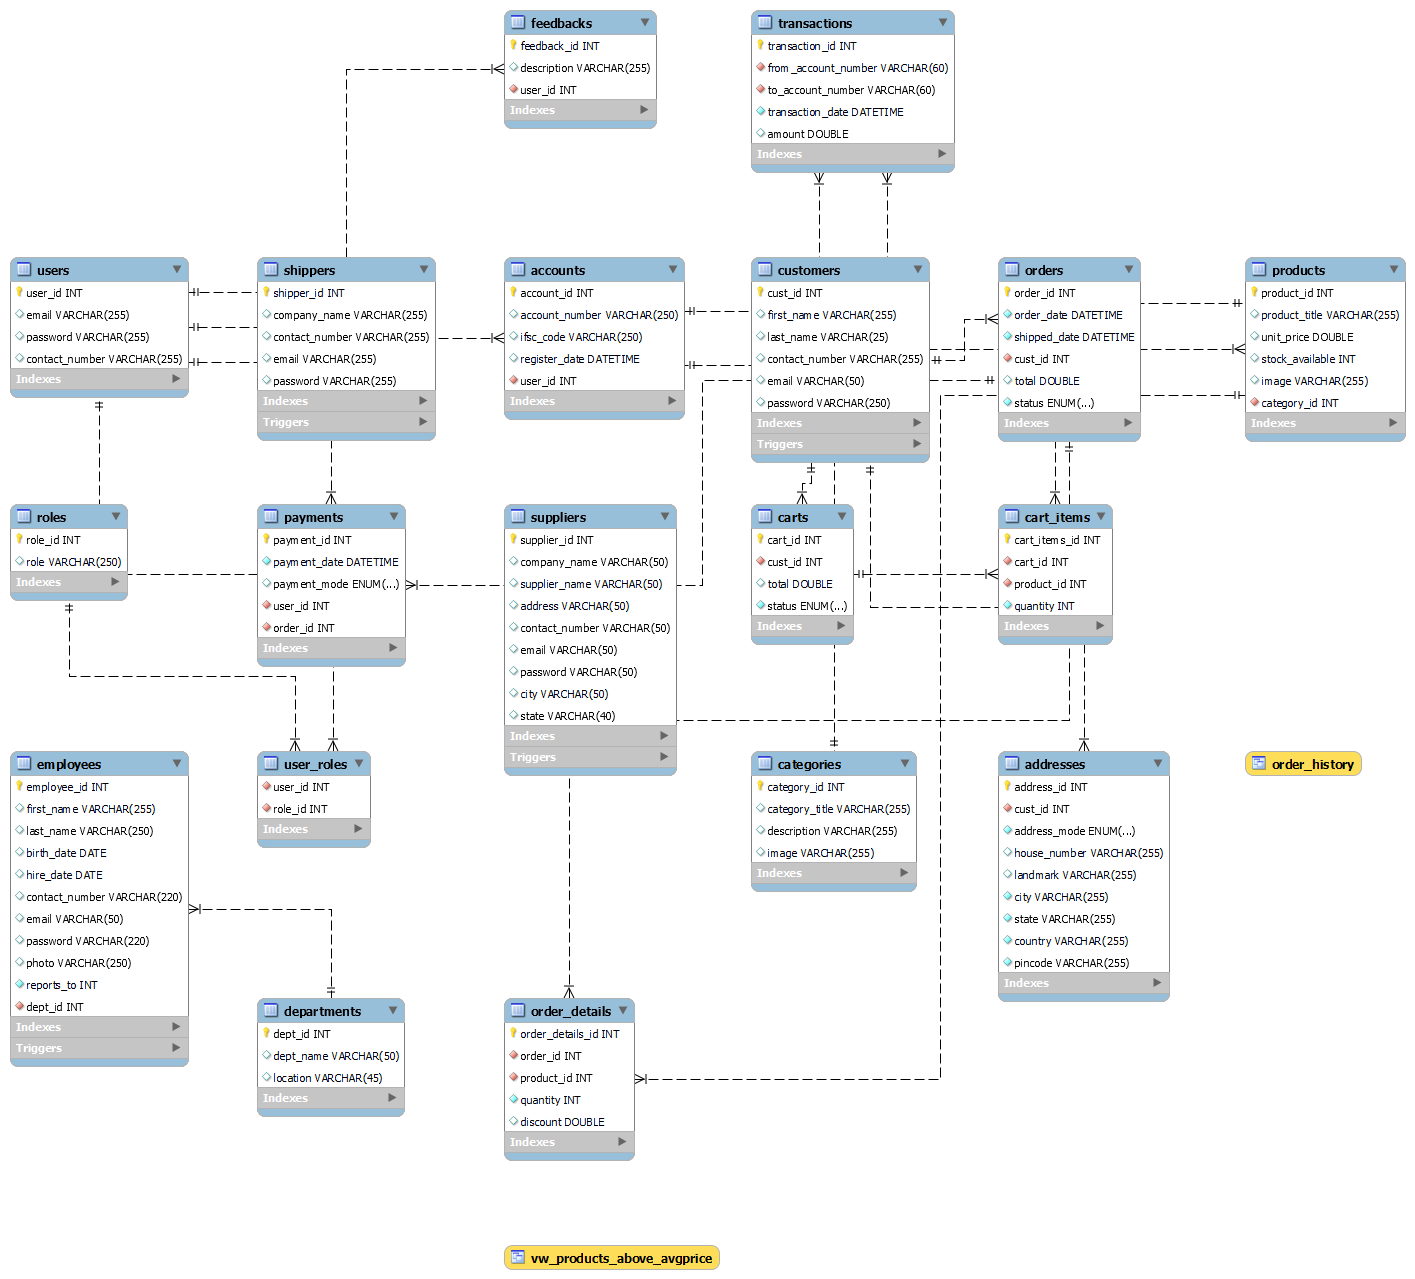 feedbacks
feedback_id INT
description VARCHAR(255)
user_id INT
Indexes
transactions
transaction_id INT
from_account_number VARCHAR(60)
to_account_number VARCHAR(60)
transaction_date DATETIME
amount DOUBLE
Indexes
users
user_id INT
email VARCHAR(255)
password VARCHAR(255)
contact_number VARCHAR(255)
Indexes
shippers
shipper_id INT
company_name VARCHAR(255)
contact_number VARCHAR(255)
email VARCHAR(255)
password VARCHAR(255)
Indexes
Triggers
accounts
account_id INT
account_number VARCHAR(250)
ifsc_code VARCHAR(250)
register_date DATETIME
user_id INT
Indexes
customers
cust_id INT
first_name VARCHAR(255)
last_name VARCHAR(25)
contact_number VARCHAR(255)
email VARCHAR(50)
password VARCHAR(250)
Indexes
Triggers
orders
order_id INT
order_date DATETIME
shipped_date DATETIME
cust_id INT
total DOUBLE
status ENUM(...)
Indexes
products
product_id INT
product_title VARCHAR(255)
unit_price DOUBLE
stock_available INT
image VARCHAR(255)
category_id INT
Indexes
roles
role_id INT
role VARCHAR(250)
Indexes
payments
payment_id INT
payment_date DATETIME
payment_mode ENUM(...)
user_id INT
order_id INT
Indexes
suppliers
supplier_id INT
company_name VARCHAR(50)
supplier_name VARCHAR(50)
address VARCHAR(50)
contact_number VARCHAR(50)
email VARCHAR(50)
password VARCHAR(50)
city VARCHAR(50)
state VARCHAR(40)
Indexes
Triggers
carts
cart_id INT
cust_id INT
total DOUBLE
status ENUM(...)
Indexes
cart_items
cart_items_id INT
cart_id INT
product_id INT
quantity INT
Indexes
employees
employee_id INT
first_name VARCHAR(255)
last_name VARCHAR(250)
birth_date DATE
hire_date DATE
contact_number VARCHAR(220)
email VARCHAR(50)
password VARCHAR(220)
photo VARCHAR(250)
reports_to INT
dept_id INT
Indexes
Triggers
user_roles
user_id INT
role_id INT
Indexes
categories
category_id INT
category_title VARCHAR(255)
description VARCHAR(255)
image VARCHAR(255)
Indexes
addresses
address_id INT
cust_id INT
address_mode ENUM(...)
house_number VARCHAR(255)
landmark VARCHAR(255)
city VARCHAR(255)
state VARCHAR(255)
country VARCHAR(255)
pincode VARCHAR(255)
Indexes
order_history
departments
dept_id INT
dept_name VARCHAR(50)
location VARCHAR(45)
Indexes
order_details
order_details_id INT
order_id INT
product_id INT
quantity INT
discount DOUBLE
Indexes
vw_products_above_avgprice